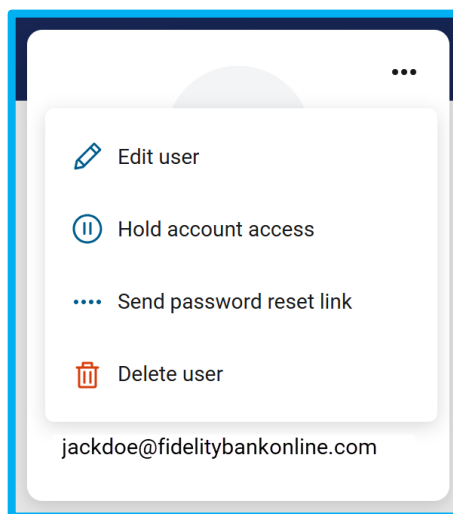 Edit user
Hold account access
Send password reset link
Delete user
jackdoe@fidelitybankonline.com